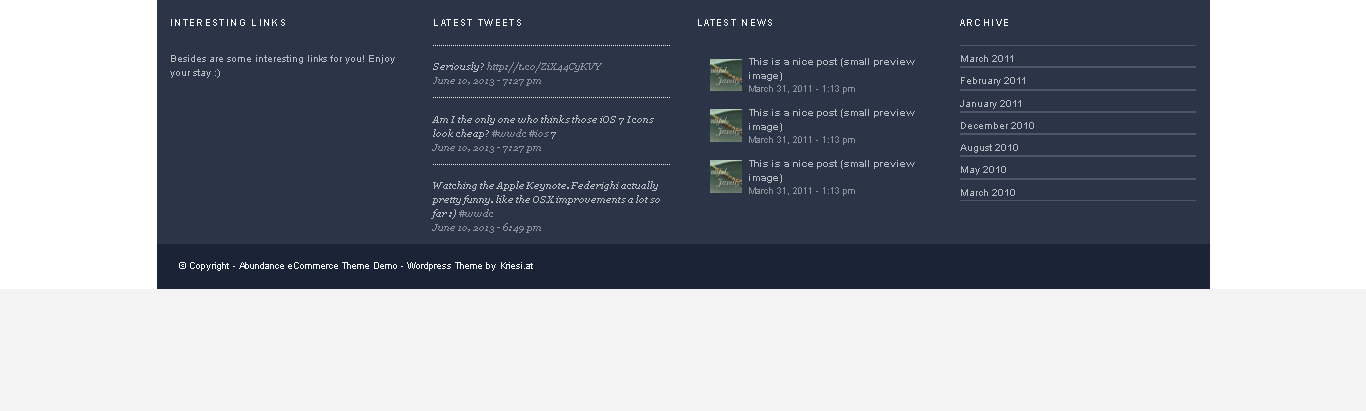 INTERESTING LINKS
Besides are some interesting links for you! Enjoy
your stay :)
LATEST TWEETS
Seriously? http://t.co/ZiX44CyKVY
June 10, 2013 - 7:27 pm
Am I the only one who thinks those iOS 7 Icons
look cheap? #wwdc #ios 7
June 10, 2013 - 7:27 pm
Watching the Apple Keynote. Federighi actually
pretty funny. like the OSX improvements a lot so
far :) #wwdc
June 10, 2013 - 6:49 pm
LATEST NEWS
This is a nice post (small preview
image)
March 31, 2011 - 1:13 pm
This is a nice post (small preview
image)
March 31, 2011 - 1:13 pm
This is a nice post (small preview
image)
March 31, 2011 - 1:13 pm
ARCHIVE
March 2011
February 2011
January 2011
December 2010
August 2010
May 2010
March 2010
© Copyright - Abundance eCommerce Theme Demo - Wordpress Theme by Kriesi.at